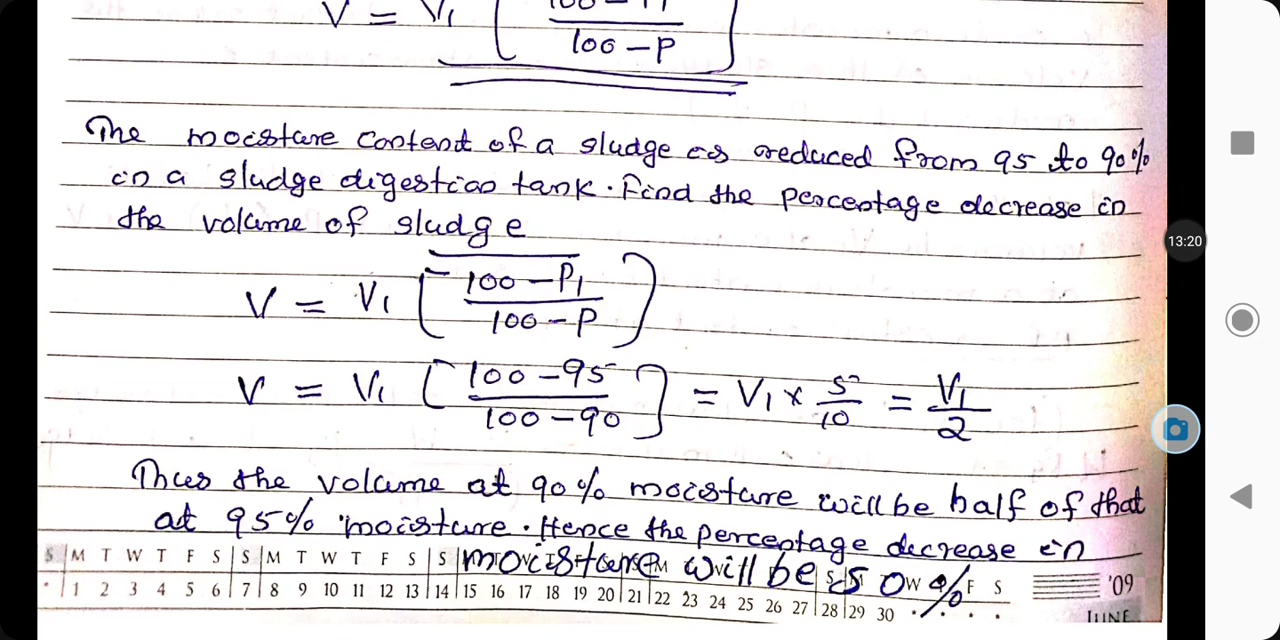 V = V1 [ 100 - P1 / 100 - P ]
The moisture content of a sludge is reduced from 95 to 90%
in a sludge digestion tank. Find the percentage decrease in
the volume of sludge
V = V1 [ 100 - P1 / 100 - P ]
V = V1 [ 100 - 95 / 100 - 90 ] = V1 × 5/10 = V1/2
Thus the volume at 90% moisture will be half of that
at 95% moisture. Hence the percentage decrease in
moisture will be 50%
S M T W T F S S M T W T F S S
1 2 3 4 5 6 7 8 9 10 11 12 13 14 15 16 17 18 19 20 21 22 23 24 25 26 27 28 29 30
'09
JUNE
13:20